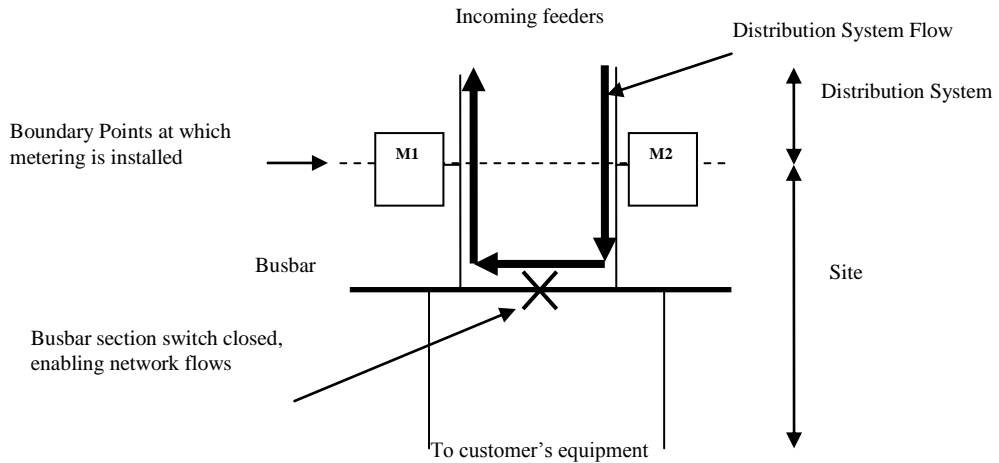 Incoming feeders
Distribution System Flow
Distribution System
Boundary Points at which
metering is installed
M1
M2
Busbar
Site
Busbar section switch closed,
enabling network flows
To customer's equipment